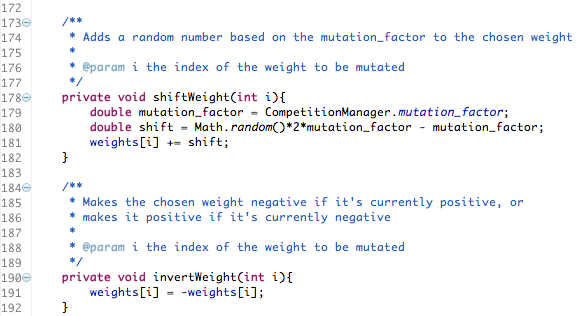 172
173 /**
174 * Adds a random number based on the mutation_factor to the chosen weight
175 *
176 * @param i the index of the weight to be mutated
177 */
178 private void shiftWeight(int i){
179 double mutation_factor = CompetitionManager.mutation_factor;
180 double shift = Math.random()*2*mutation_factor - mutation_factor;
181 weights[i] += shift;
182 }
183
184 /**
185 * Makes the chosen weight negative if it's currently positive, or
186 * makes it positive if it's currently negative
187 *
188 * @param i the index of the weight to be mutated
189 */
190 private void invertWeight(int i){
191 weights[i] = -weights[i];
192 }